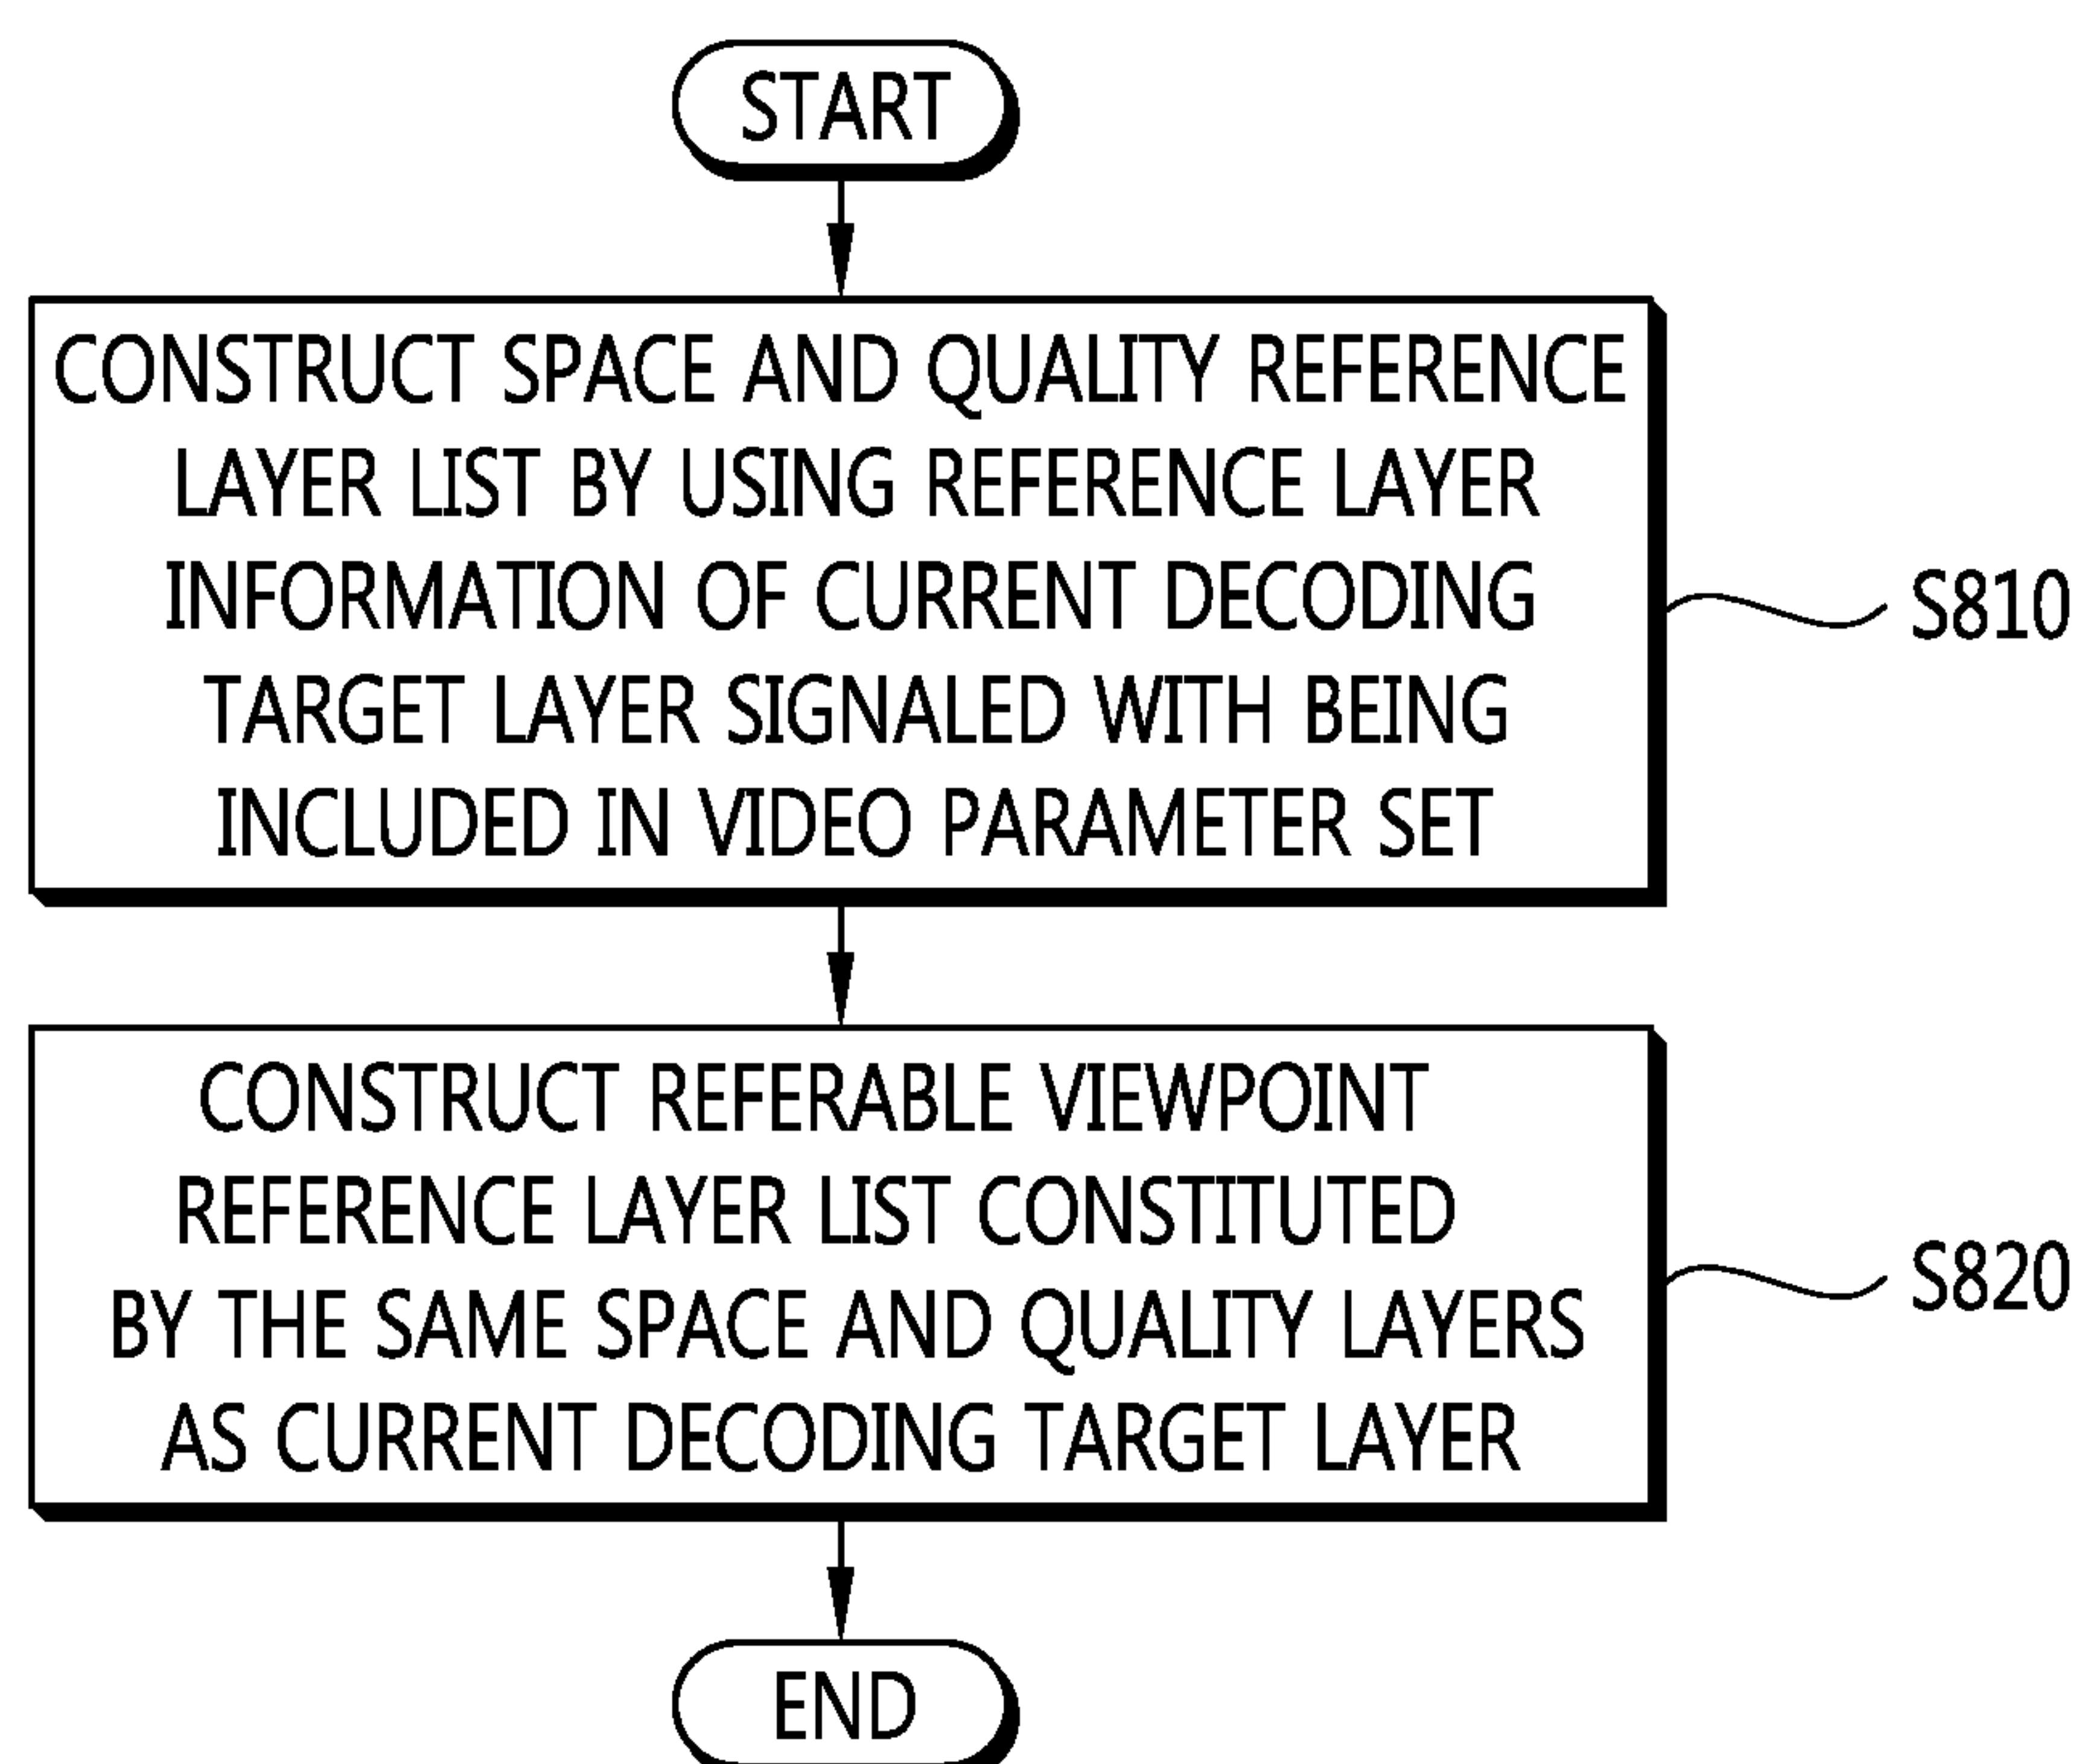 START
CONSTRUCT SPACE AND QUALITY REFERENCE
LAYER LIST BY USING REFERENCE LAYER
INFORMATION OF CURRENT DECODING
TARGET LAYER SIGNALED WITH BEING
INCLUDED IN VIDEO PARAMETER SET
S810
CONSTRUCT REFERABLE VIEWPOINT
REFERENCE LAYER LIST CONSTITUTED
BY THE SAME SPACE AND QUALITY LAYERS
AS CURRENT DECODING TARGET LAYER
S820
END